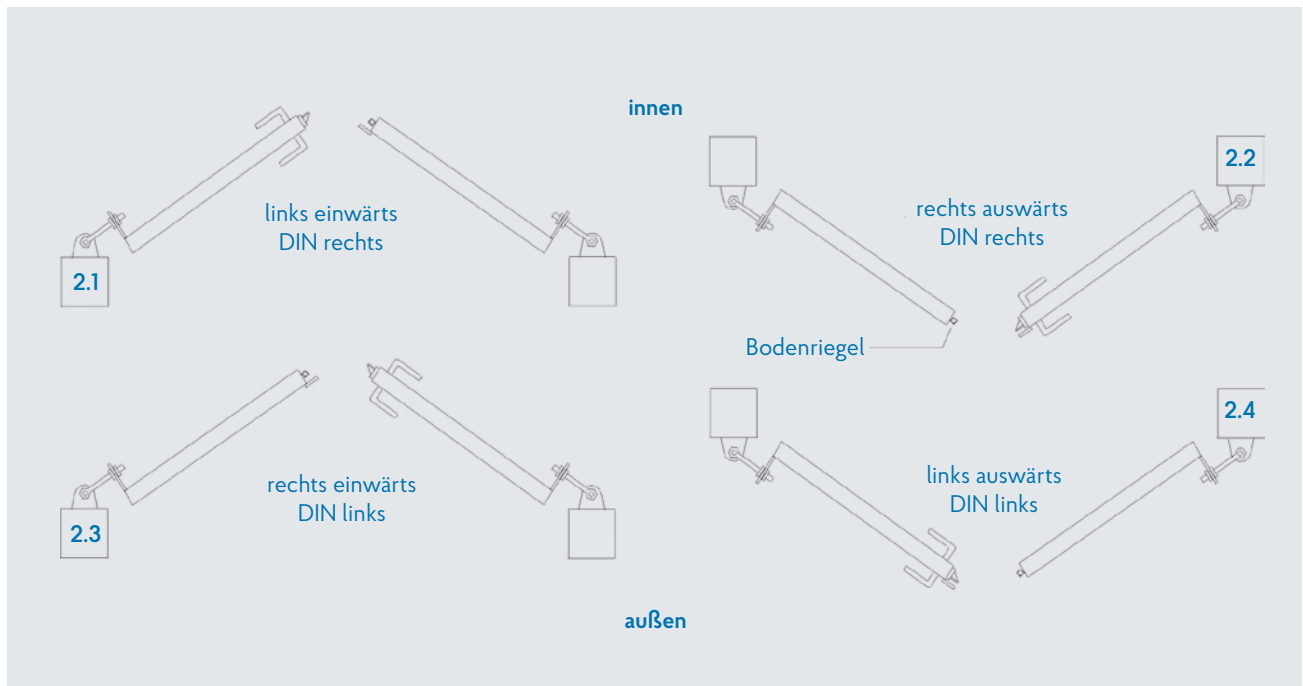 innen
links einwärts
DIN rechts
2.1
2.2
rechts auswärts
DIN rechts
Bodenriegel
rechts einwärts
DIN links
2.3
2.4
links auswärts
DIN links
außen